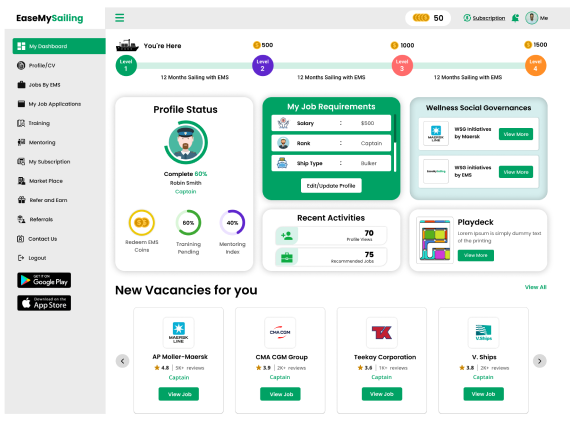 EaseMySailing
50
Subscription
Me
My Dashboard
Profile/CV
Jobs By EMS
My Job Applications
Training
Mentoring
My Subscription
Market Place
Refer and Earn
Referrals
Contact Us
Logout
GET IT ON
Google Play
Download on the
App Store
You're Here
500
1000
1500
Level
1
Level
2
Level
3
Level
4
12 Months Sailing with EMS
12 Months Sailing with EMS
12 Months Sailing with EMS
Profile Status
Complete 60%
Robin Smith
Captain
60%
40%
Redeem EMS
Coins
Tranining
Pending
Mentoring
Index
My Job Requirements
Salary : $500
Rank : Captain
Ship Type : Bulker
Edit/Update Profile
Wellness Social Governances
MAERSK
LINE
WSG initiatives
by Maersk
View More
WSG initiatives
by EMS
View More
Recent Activities
70
Profile Views
75
Recommended Jobs
Playdeck
Lorem Ipsum is simply dummy text
of the printing
View More
New Vacancies for you
View All
MAERSK
LINE
AP Moller-Maersk
4.8 | 5K+ reviews
Captain
View Job
CMA CGM
CMA CGM Group
3.9 | 2K+ reviews
Captain
View Job
Teekay Corporation
3.6 | 1K+ reviews
Captain
View Job
V.Ships
V. Ships
3.8 | 2K+ reviews
Captain
View Job